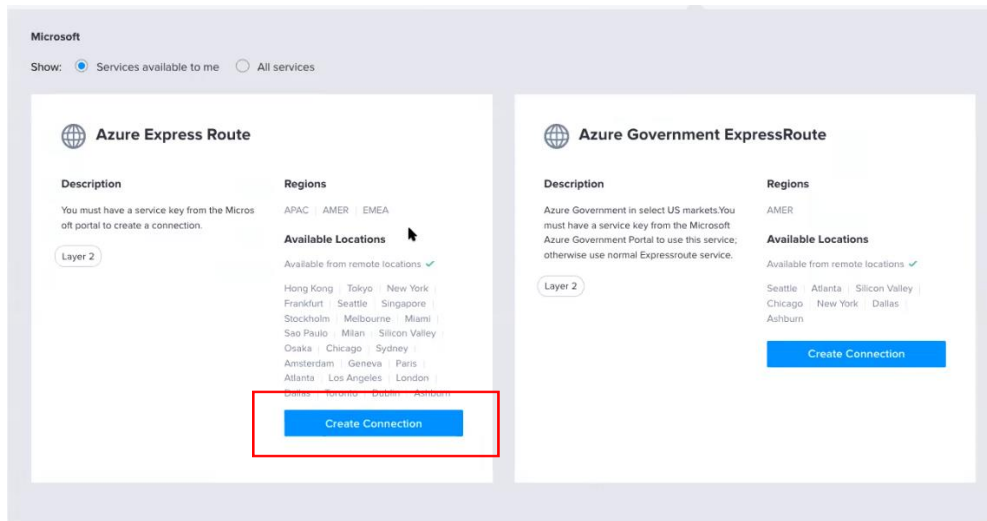 Microsoft
Show: Services available to me All services
Azure Express Route
Description
You must have a service key from the Micros
oft portal to create a connection.
Layer 2
Regions
APAC | AMER | EMEA
Available Locations
Available from remote locations ✓
Hong Kong | Tokyo | New York |
Frankfurt | Seattle | Singapore |
Stockholm | Melbourne | Miami |
Sao Paulo | Milan | Silicon Valley |
Osaka | Chicago | Sydney |
Amsterdam | Geneva | Paris |
Atlanta | Los Angeles | London |
Dallas | Toronto | Dublin | Ashburn
Create Connection
Azure Government ExpressRoute
Description
Azure Government in select US markets.You
must have a service key from the Microsoft
Azure Government Portal to use this service;
otherwise use normal Expressroute service.
Layer 2
Regions
AMER
Available Locations
Available from remote locations ✓
Seattle | Atlanta | Silicon Valley |
Chicago | New York | Dallas |
Ashburn
Create Connection